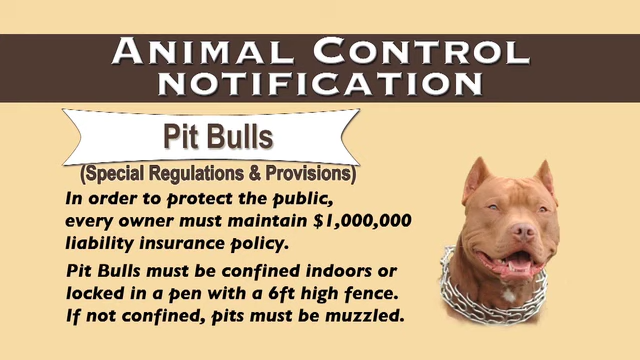 ANIMAL CONTROL
NOTIFICATION
Pit Bulls
(Special Regulations & Provisions)
In order to protect the public,
every owner must maintain $1,000,000
liability insurance policy.
Pit Bulls must be confined indoors or
locked in a pen with a 6ft high fence.
If not confined, pits must be muzzled.